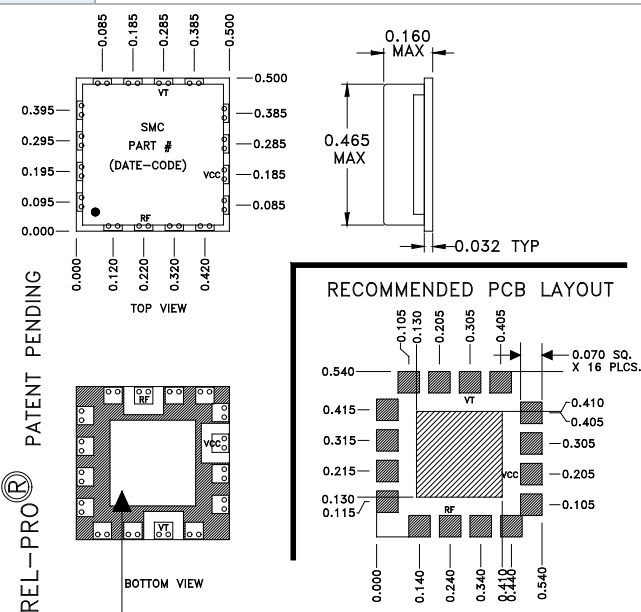 0.085 0.185 0.285 0.385 0.500
0.500
VT
0.395
0.385
SMC
0.295
PART #
0.285
(DATE-CODE)
0.195
VCC
0.185
0.095
0.085
RF
0.000
0.000 0.120 0.220 0.320 0.420
TOP VIEW
0.160
MAX
0.465
MAX
0.032 TYP
REL-PRO® PATENT PENDING
RF
VCC
VT
BOTTOM VIEW
RECOMMENDED PCB LAYOUT
0.105 0.130 0.205 0.305 0.405
0.070 SQ.
X 16 PLCS.
0.540
VT
0.410
0.415
0.405
0.315
0.305
0.215
VCC
0.205
0.130
0.115
0.105
RF
0.000 0.140 0.240 0.340 0.410 0.440 0.540